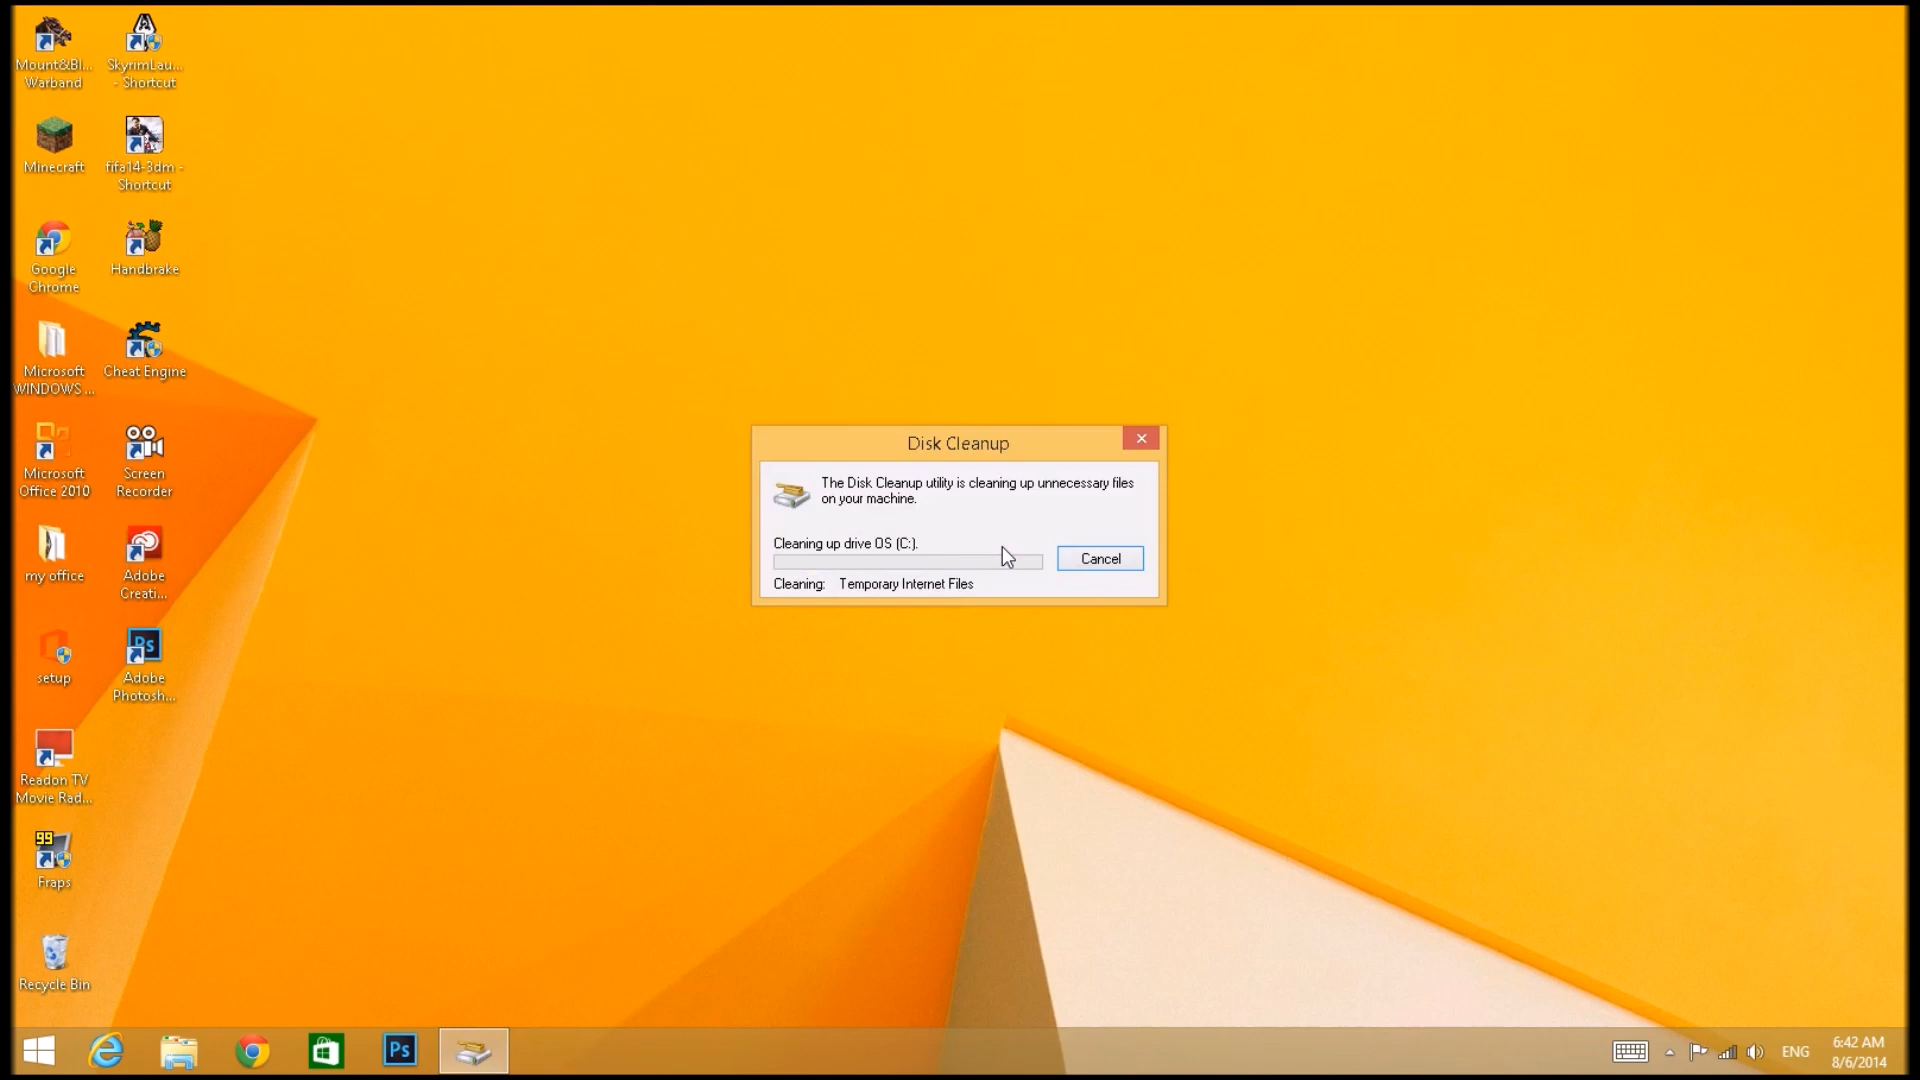 Mount&Bl...
Warband
SkyrimLau...
- Shortcut
Minecraft
fifa14-3dm -
Shortcut
Google
Chrome
Handbrake
Microsoft
WINDOWS ...
Cheat Engine
Microsoft
Office 2010
Screen
Recorder
my office
Adobe
Creati...
setup
Ps
Adobe
Photosh...
Readon TV
Movie Rad...
99
Fraps
Recycle Bin
Disk Cleanup
The Disk Cleanup utility is cleaning up unnecessary files
on your machine.
Cleaning up drive OS (C:).
Cancel
Cleaning: Temporary Internet Files
Ps
ENG
6:42 AM
8/6/2014